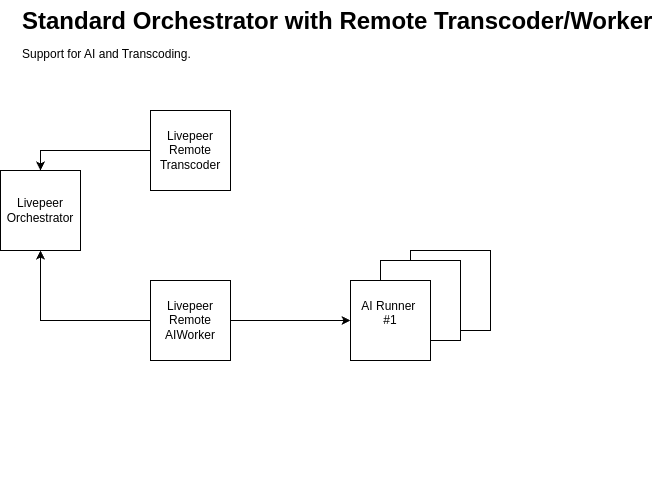 Standard Orchestrator with Remote Transcoder/Worker
Support for AI and Transcoding.
Livepeer
Remote
Transcoder
Livepeer
Orchestrator
Livepeer
Remote
AIWorker
AI Runner
#1